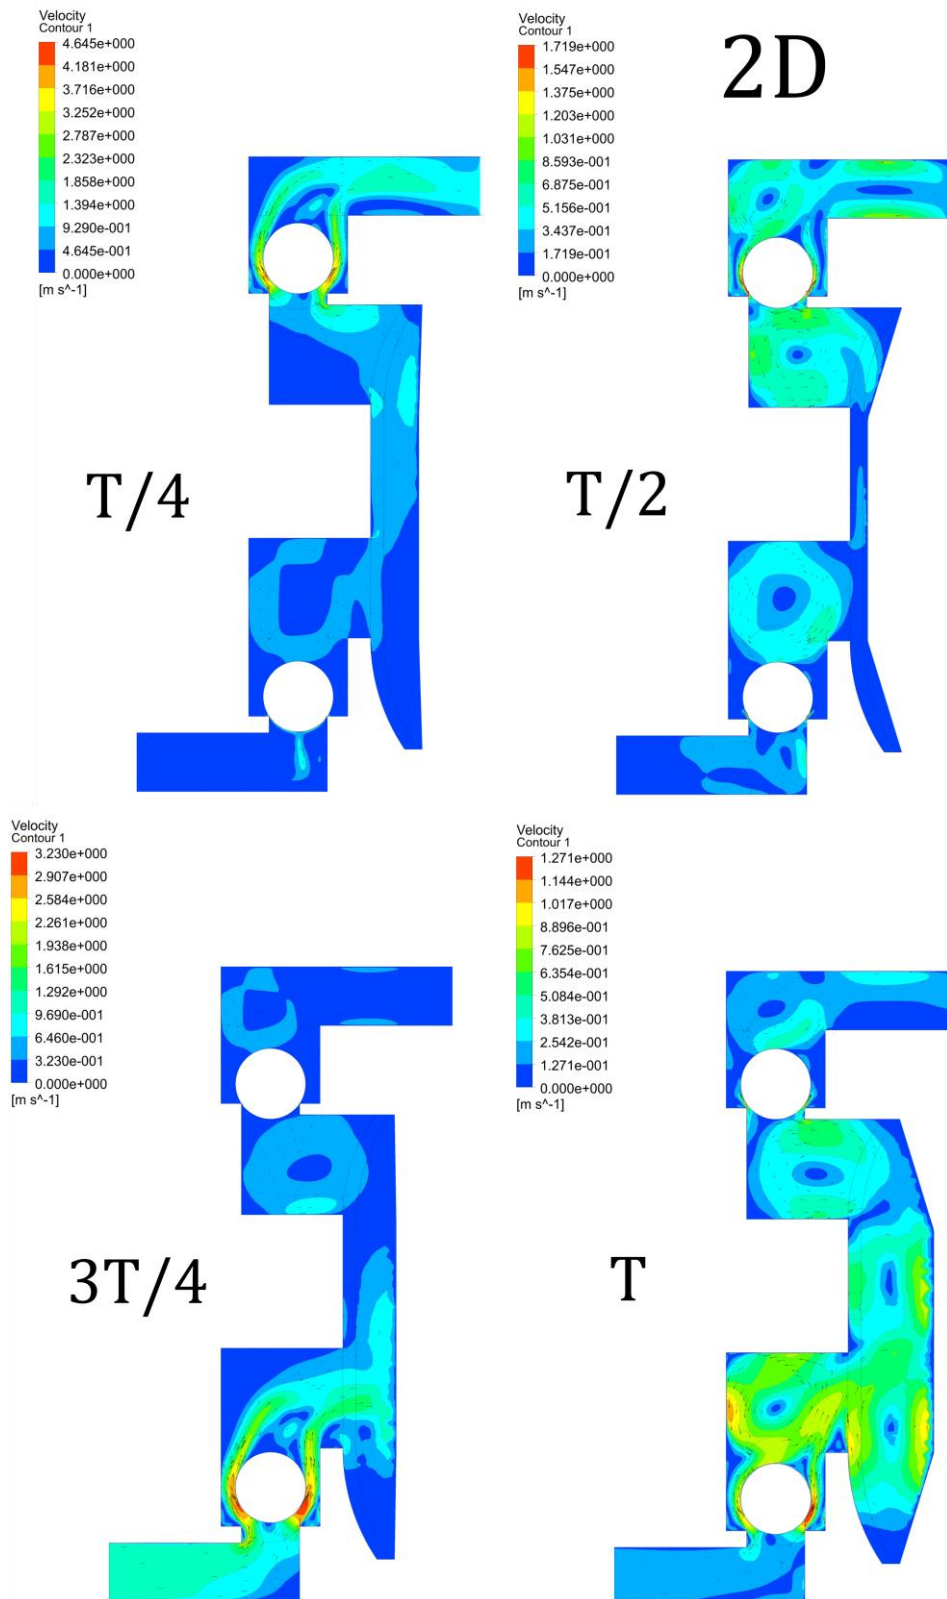 Velocity
Contour 1
4.645e+000
4.181e+000
3.716e+000
3.252e+000
2.787e+000
2.323e+000
1.858e+000
1.394e+000
9.290e-001
4.645e-001
0.000e+000
[m s^-1]
T/4
Velocity
Contour 1
1.719e+000
1.547e+000
1.375e+000
1.203e+000
1.031e+000
8.593e-001
6.875e-001
5.156e-001
3.437e-001
1.719e-001
0.000e+000
[m s^-1]
2D
T/2
Velocity
Contour 1
3.230e+000
2.907e+000
2.584e+000
2.261e+000
1.938e+000
1.615e+000
1.292e+000
9.690e-001
6.460e-001
3.230e-001
0.000e+000
[m s^-1]
3T/4
Velocity
Contour 1
1.271e+000
1.144e+000
1.017e+000
8.896e-001
7.625e-001
6.354e-001
5.084e-001
3.813e-001
2.542e-001
1.271e-001
0.000e+000
[m s^-1]
T